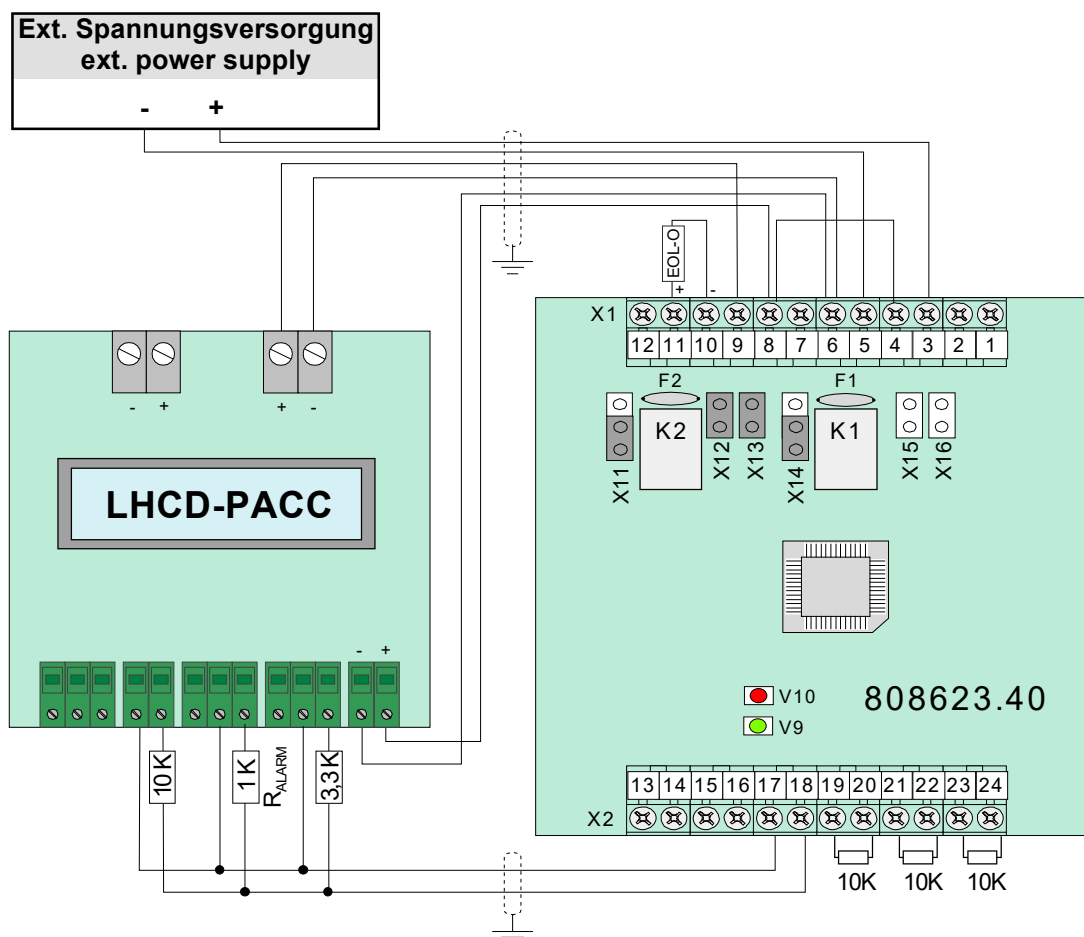 Ext. Spannungsversorgung
ext. power supply
- +
EOL-O
+ -
X1
12 11 10 9 8 7 6 5 4 3 2 1
- + + -
F2 F1
K2 K1
X11 X12 X13 X14 X15 X16
LHCD-PACC
- +
V10
V9
808623.40
10K 1K RALARM 3,3K
13 14 15 16 17 18 19 20 21 22 23 24
X2
10K 10K 10K